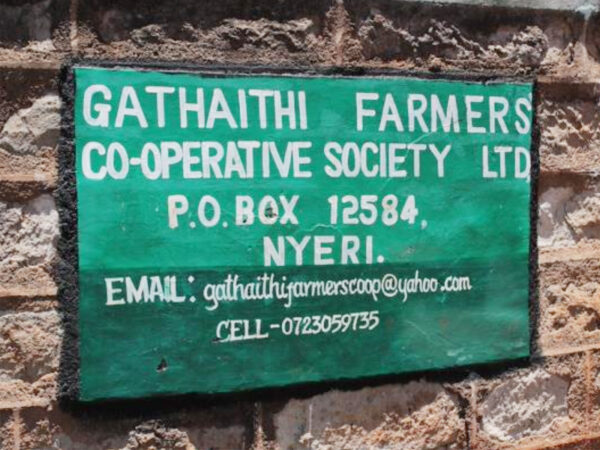 GATHAITHI FARMERS
CO-OPERATIVE SOCIETY LTD
P.O. BOX 12584,
NYERI.
EMAIL: gathaithifarmerscoop@yahoo.com
CELL-0723059735